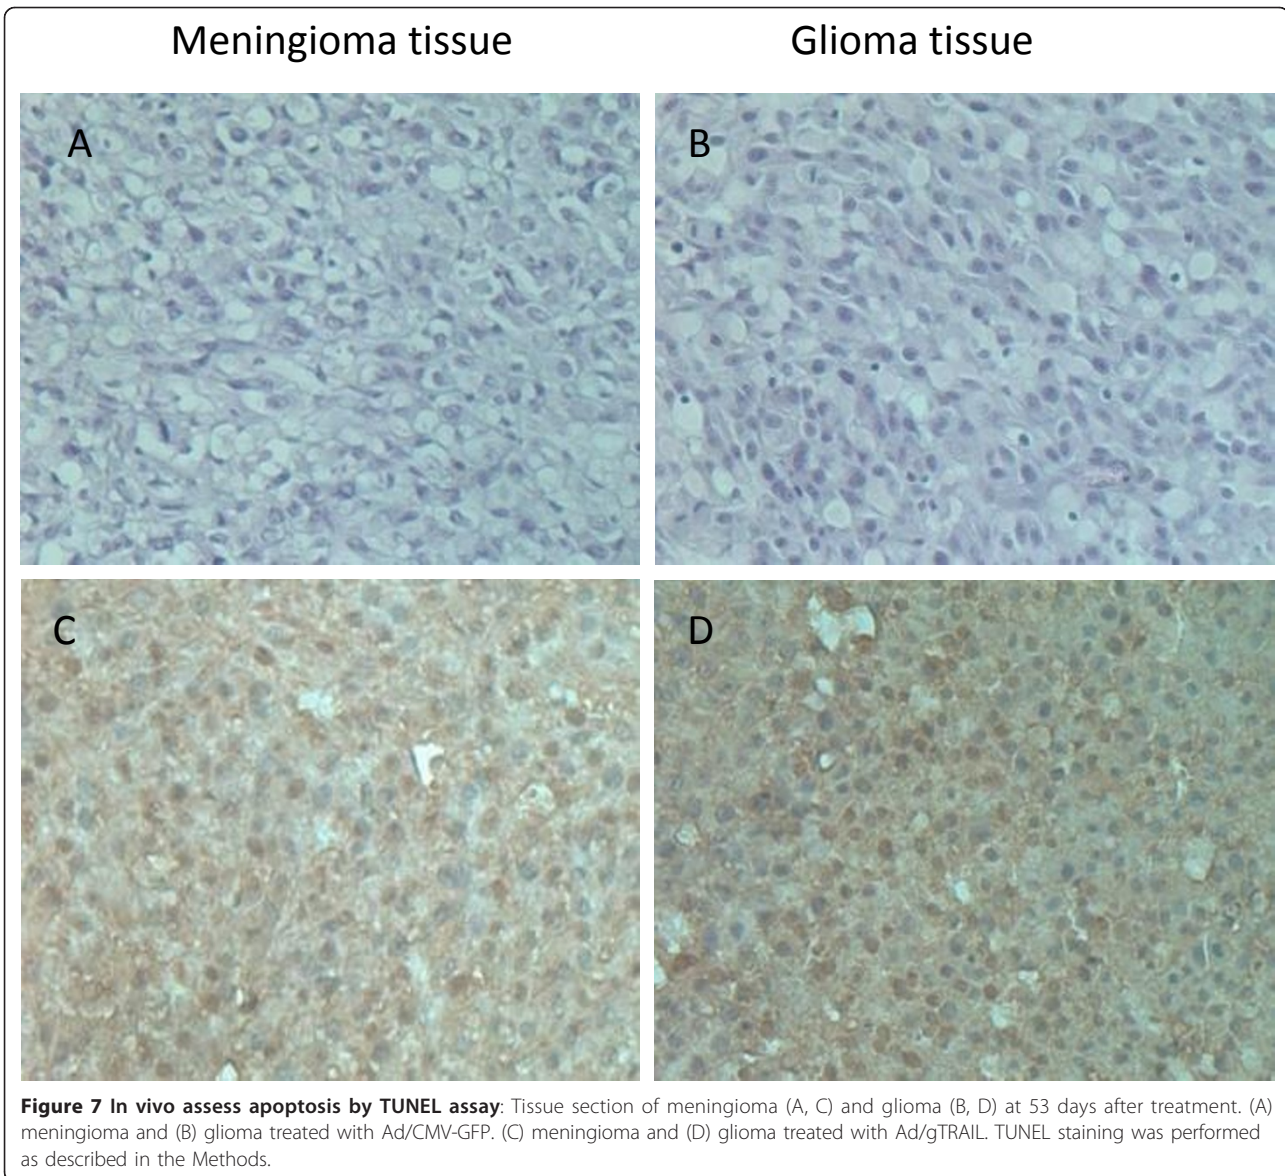 Meningioma tissue
Glioma tissue
A
B
C
D
Figure 7 In vivo assess apoptosis by TUNEL assay: Tissue section of meningioma (A, C) and glioma (B, D) at 53 days after treatment. (A)
meningioma and (B) glioma treated with Ad/CMV-GFP. (C) meningioma and (D) glioma treated with Ad/gTRAIL. TUNEL staining was performed
as described in the Methods.